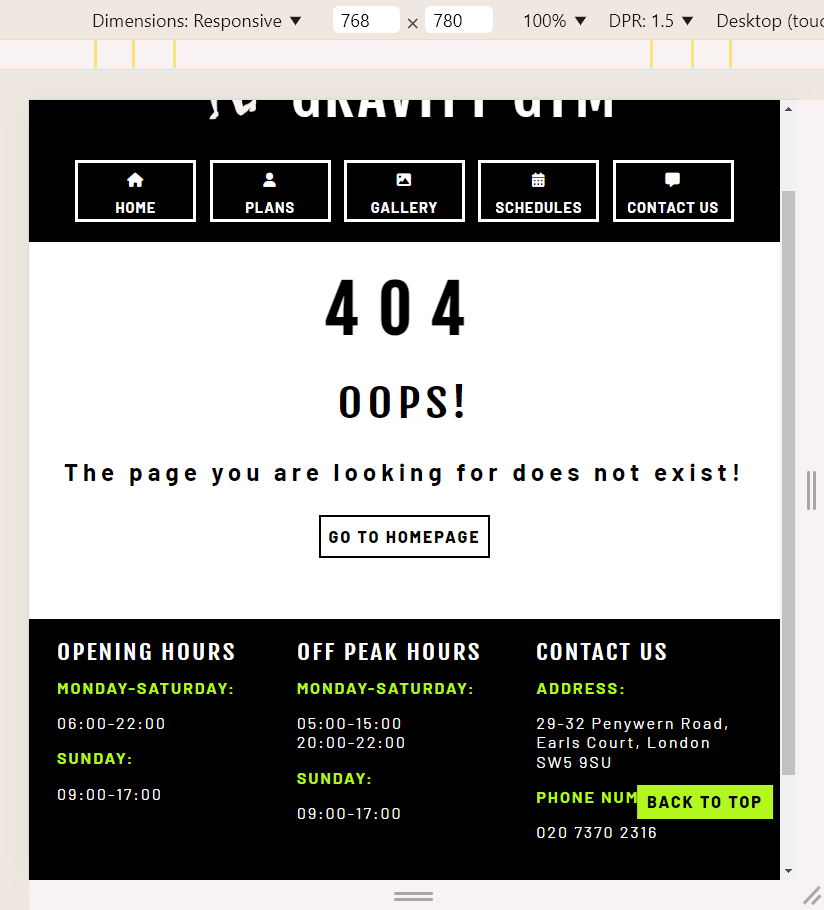 Dimensions: Responsive ▼ 768 × 780 100% ▼ DPR: 1.5 ▼ Desktop (touc
GRAVITY GYM
HOME PLANS GALLERY SCHEDULES CONTACT US
404
OOPS!
The page you are looking for does not exist!
GO TO HOMEPAGE
OPENING HOURS
MONDAY-SATURDAY:
06:00-22:00
SUNDAY:
09:00-17:00
OFF PEAK HOURS
MONDAY-SATURDAY:
05:00-15:00
20:00-22:00
SUNDAY:
09:00-17:00
CONTACT US
ADDRESS:
29-32 Penywern Road,
Earls Court, London
SW5 9SU
PHONE NUM
BACK TO TOP
020 7370 2316